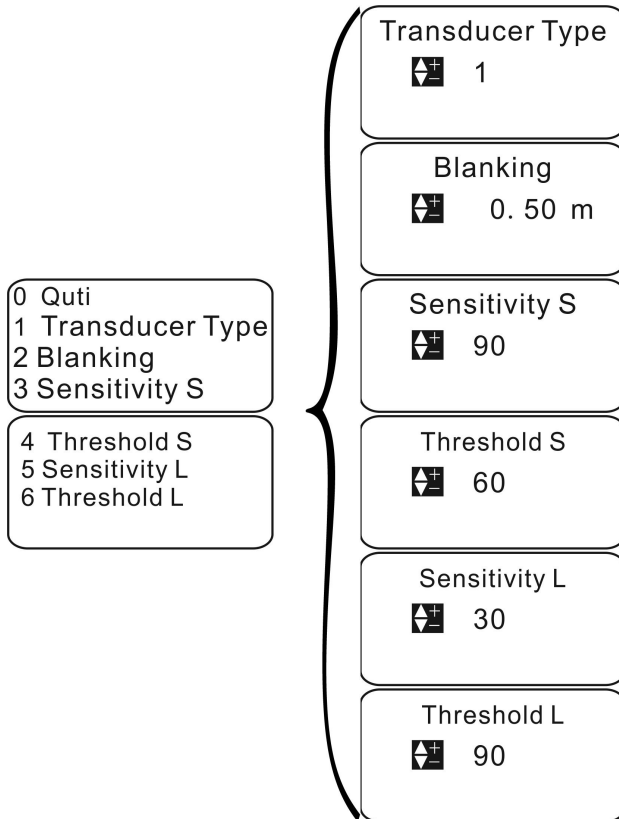 0 Quti
1 Transducer Type
2 Blanking
3 Sensitivity S
4 Threshold S
5 Sensitivity L
6 Threshold L
Transducer Type
1
Blanking
0. 50 m
Sensitivity S
90
Threshold S
60
Sensitivity L
30
Threshold L
90